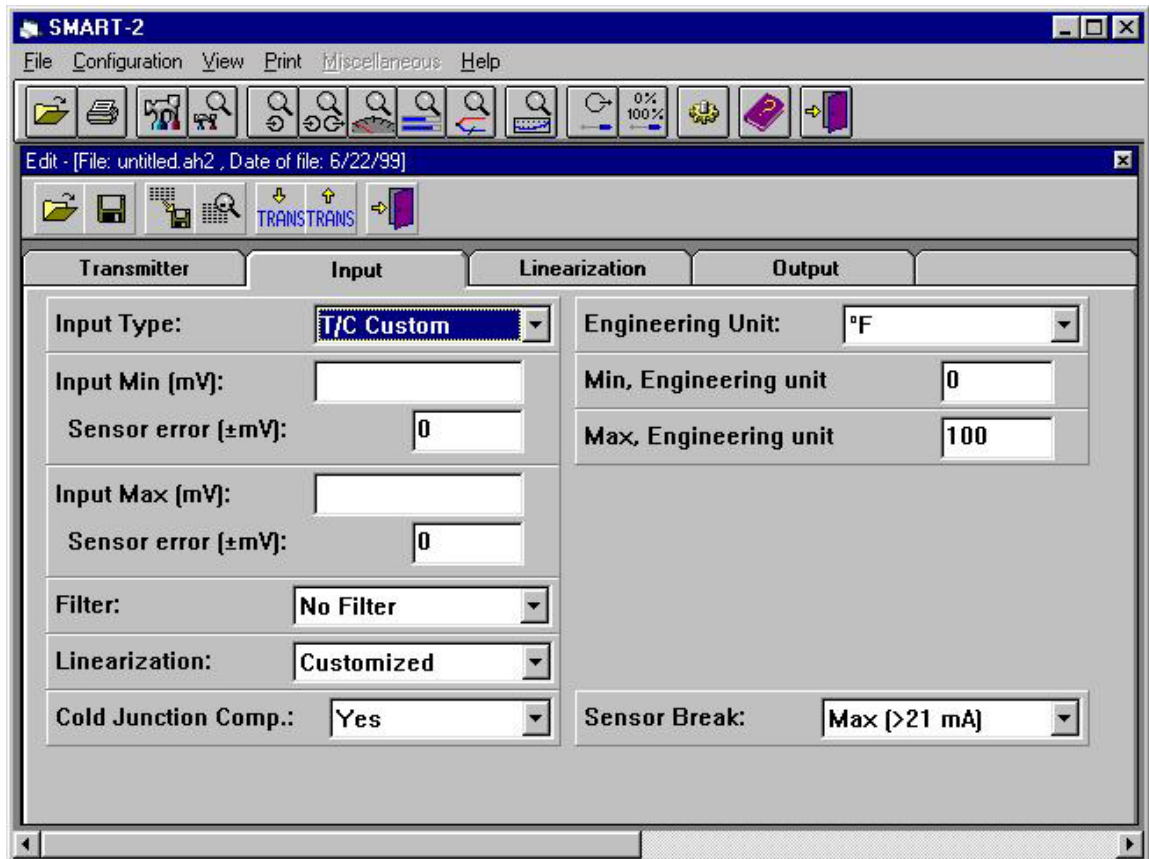 SMART-2
File Configuration View Print Miscellaneous Help
0%
100%
Edit - [File: untitled.ah2 , Date of file: 6/22/99]
TRANS TRANS
Transmitter Input Linearization Output
Input Type: T/C Custom Engineering Unit: °F
Input Min (mV): Min, Engineering unit 0
Sensor error (±mV): 0 Max, Engineering unit 100
Input Max (mV):
Sensor error (±mV): 0
Filter: No Filter
Linearization: Customized
Cold Junction Comp.: Yes Sensor Break: Max (>21 mA)